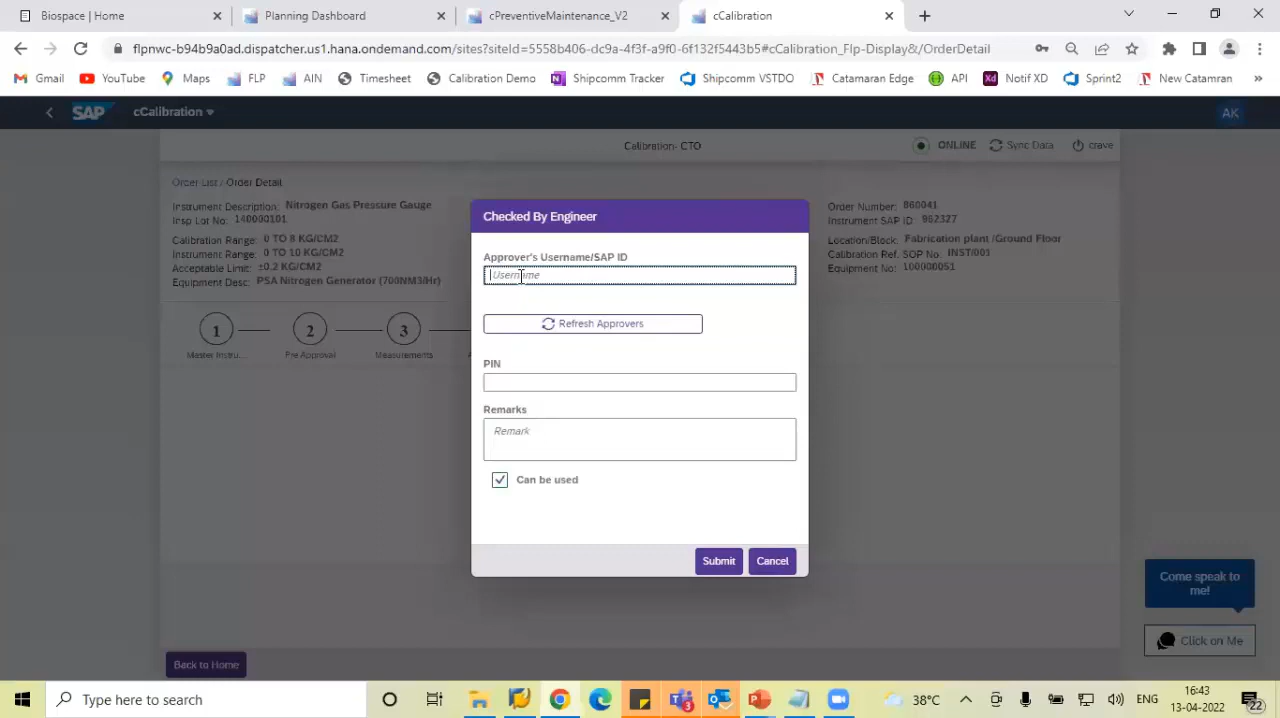 Biospace | Home
Planning Dashboard
cPreventiveMaintenance_V2
cCalibration
flpnwc-b94b9a0ad.dispatcher.us1.hana.ondemand.com/sites?siteId=5558b406-dc9a-4f3f-a9f0-6f132f5443b5#cCalibration_Flp-Display&/OrderDetail
Gmail
YouTube
Maps
FLP
AIN
Timesheet
Calibration Demo
Shipcomm Tracker
Shipcomm VSTDO
Catamaran Edge
API
Notif XD
Sprint2
New Catamran
SAP
cCalibration
AK
Calibration- CTO
ONLINE
Sync Data
crave
Order List / Order Detail
Instrument Description: Nitrogen Gas Pressure Gauge
Insp Lot No: 140000101
Calibration Range: 0 TO 8 KG/CM2
Instrument Range: 0 TO 10 KG/CM2
Acceptable Limit: ±0.2 KG/CM2
Equipment Desc: PSA Nitrogen Generator (700NM3/Hr)
Order Number: 860041
Instrument SAP ID: 962327
Location/Block: Fabrication plant /Ground Floor
Calibration Ref. SOP No: INST/001
Equipment No: 100000051
1
Master Instru...
2
Pre Approval
3
Measurements
Checked By Engineer
Approver's Username/SAP ID
Username
Refresh Approvers
PIN
Remarks
Remark
Can be used
Submit
Cancel
Come speak to
me!
Click on Me
Back to Home
Type here to search
3
38°C
ENG
16:43
13-04-2022
22